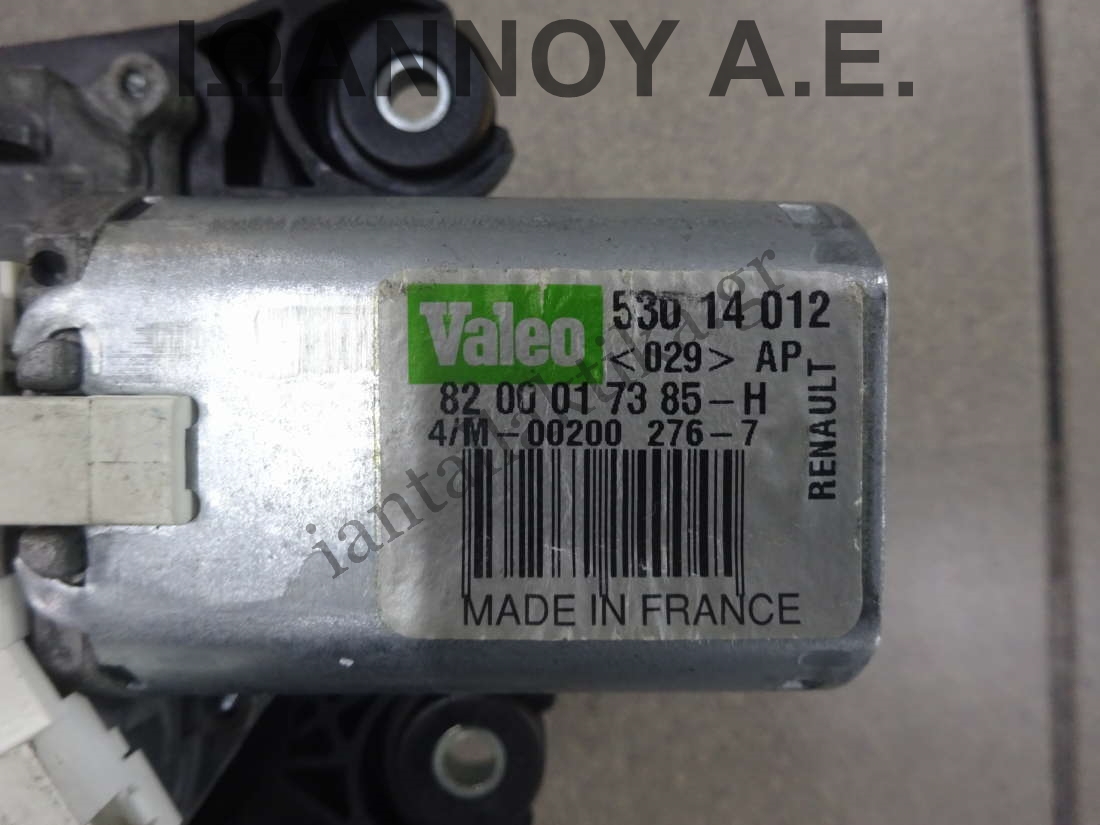 ΙΩΑΝΝΟΥ Α.Ε.
Valeo 530 14 012
<029> AP
82 00 01 73 85-H
4/M-00200 276-7
RENAULT
MADE IN FRANCE